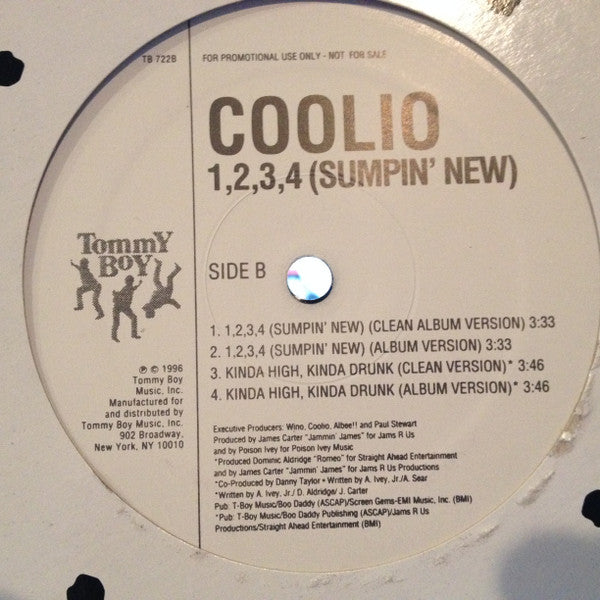 TB 722B
FOR PROMOTIONAL USE ONLY - NOT FOR SALE
COOLIO
1,2,3,4 (SUMPIN' NEW)
Tommy
Boy
SIDE B
1. 1,2,3,4 (SUMPIN' NEW) (CLEAN ALBUM VERSION) 3:33
2. 1,2,3,4 (SUMPIN' NEW) (ALBUM VERSION) 3:33
3. KINDA HIGH, KINDA DRUNK (CLEAN VERSION)* 3:46
4. KINDA HIGH, KINDA DRUNK (ALBUM VERSION)* 3:46
℗ © 1996
Tommy Boy
Music, Inc.
Manufactured for
and distributed by
Tommy Boy Music, Inc.
902 Broadway,
New York, NY 10010
Executive Producers: Wino, Coolio, Albee!! and Paul Stewart
Produced by James Carter "Jammin' James" for Jams R Us
and by Poison Ivey for Poison Ivey Music
*Produced Dominic Aldridge "Romeo" for Straight Ahead Entertainment
and by James Carter "Jammin' James" for Jams R Us Productions
*Co-Produced by Danny Taylor • Written by A. Ivey, Jr./A. Sear
*Written by A. Ivey, Jr./ D. Aldridge/ J. Carter
Pub: T-Boy Music/Boo Daddy (ASCAP)/Screen Gems-EMI Music, Inc. (BMI)
*Pub: T-Boy Music/Boo Daddy Publishing (ASCAP)/Jams R Us
Productions/Straight Ahead Entertainment (BMI)